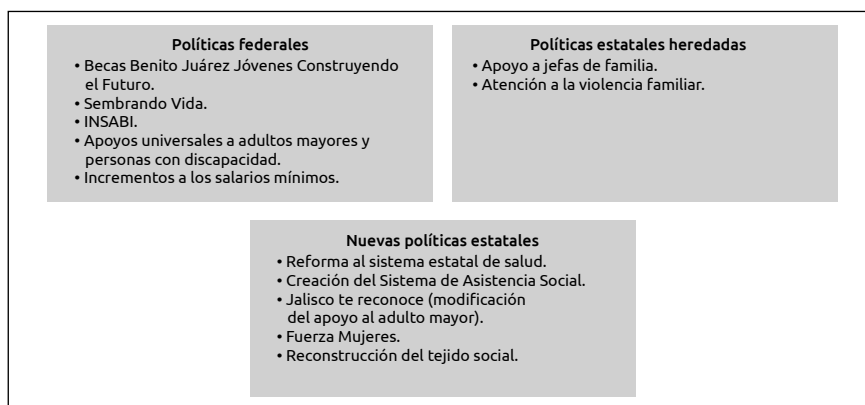 Políticas federales
• Becas Benito Juárez Jóvenes Construyendo
el Futuro.
• Sembrando Vida.
• INSABI.
• Apoyos universales a adultos mayores y
personas con discapacidad.
• Incrementos a los salarios mínimos.
Políticas estatales heredadas
• Apoyo a jefas de familia.
• Atención a la violencia familiar.
Nuevas políticas estatales
• Reforma al sistema estatal de salud.
• Creación del Sistema de Asistencia Social.
• Jalisco te reconoce (modificación
del apoyo al adulto mayor).
• Fuerza Mujeres.
• Reconstrucción del tejido social.